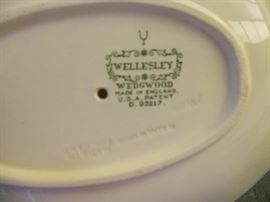 WELLESLEY
WEDGWOOD
MADE IN ENGLAND
U.S.A. PATENT
D. 93217